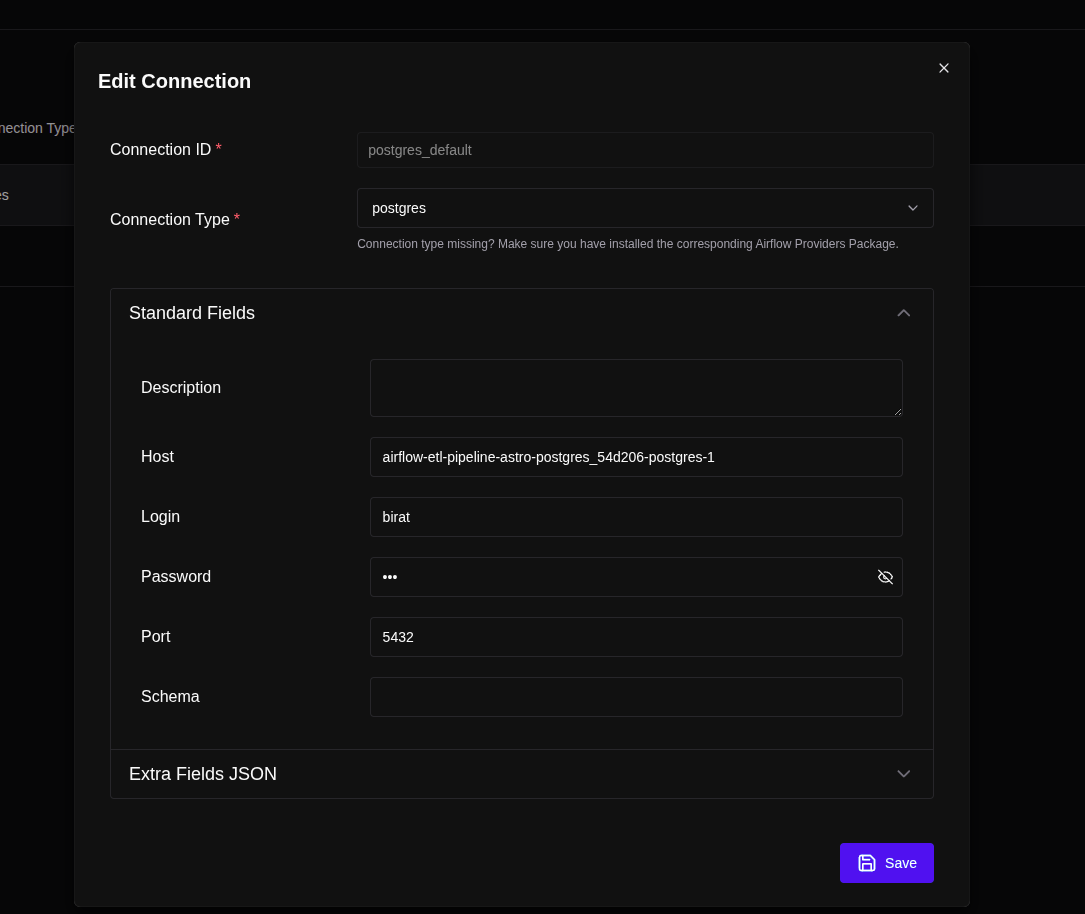 Edit Connection
nection Type
es
Connection ID *
postgres_default
Connection Type *
postgres
Connection type missing? Make sure you have installed the corresponding Airflow Providers Package.
Standard Fields
Description
Host
airflow-etl-pipeline-astro-postgres_54d206-postgres-1
Login
birat
Password
•••
Port
5432
Schema
Extra Fields JSON
Save